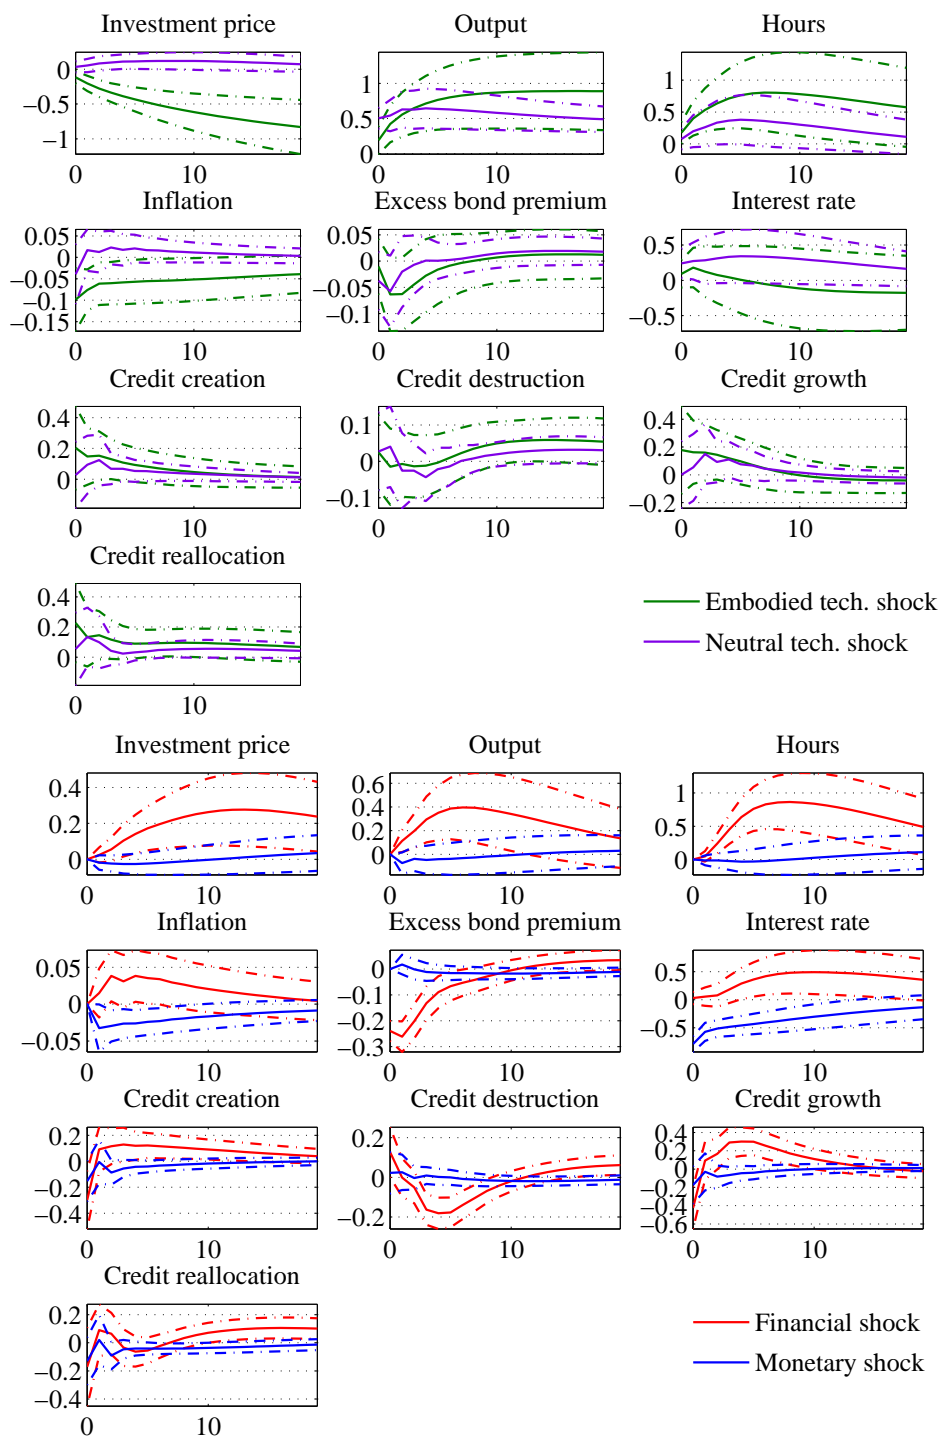 Investment price Output Hours
0 −0.5 −1 0 10
1 0.5 0 0 10
1 0.5 0 0 10
Inflation Excess bond premium Interest rate
0.05 0 −0.05 −0.1 −0.15 0 10
0.05 0 −0.05 −0.1 0 10
0.5 0 −0.5 0 10
Credit creation Credit destruction Credit growth
0.4 0.2 0 0 10
0.1 0 −0.1 0 10
0.4 0.2 0 −0.2 0 10
Credit reallocation
0.4 0.2 0 0 10
Embodied tech. shock
Neutral tech. shock
Investment price Output Hours
0.4 0.2 0 0 10
0.6 0.4 0.2 0 0 10
1 0 0 10
Inflation Excess bond premium Interest rate
0.05 0 −0.05 0 10
0 −0.1 −0.2 −0.3 0 10
0.5 0 −0.5 0 10
Credit creation Credit destruction Credit growth
0.2 0 −0.2 −0.4 0 10
0.2 0 −0.2 0 10
0.4 0.2 0 −0.2 −0.4 −0.6 0 10
Credit reallocation
0.2 0 −0.2 −0.4 0 10
Financial shock
Monetary shock